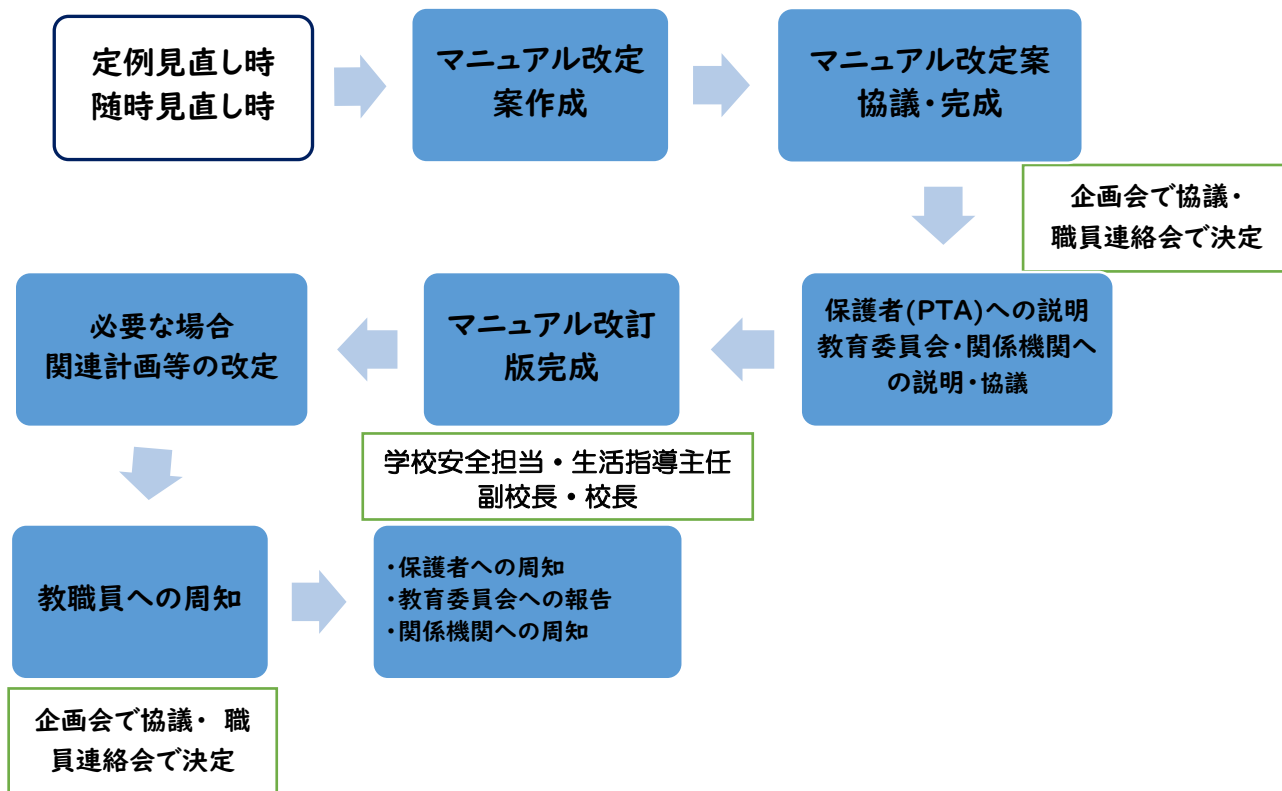 定例見直し時
随時見直し時
マニュアル改定
案作成
マニュアル改定案
協議・完成
企画会で協議・
職員連絡会で決定
保護者(PTA)への説明
教育委員会・関係機関へ
の説明・協議
マニュアル改訂
版完成
学校安全担当・生活指導主任
副校長・校長
必要な場合
関連計画等の改定
教職員への周知
企画会で協議・ 職
員連絡会で決定
・保護者への周知
・教育委員会への報告
・関係機関への周知